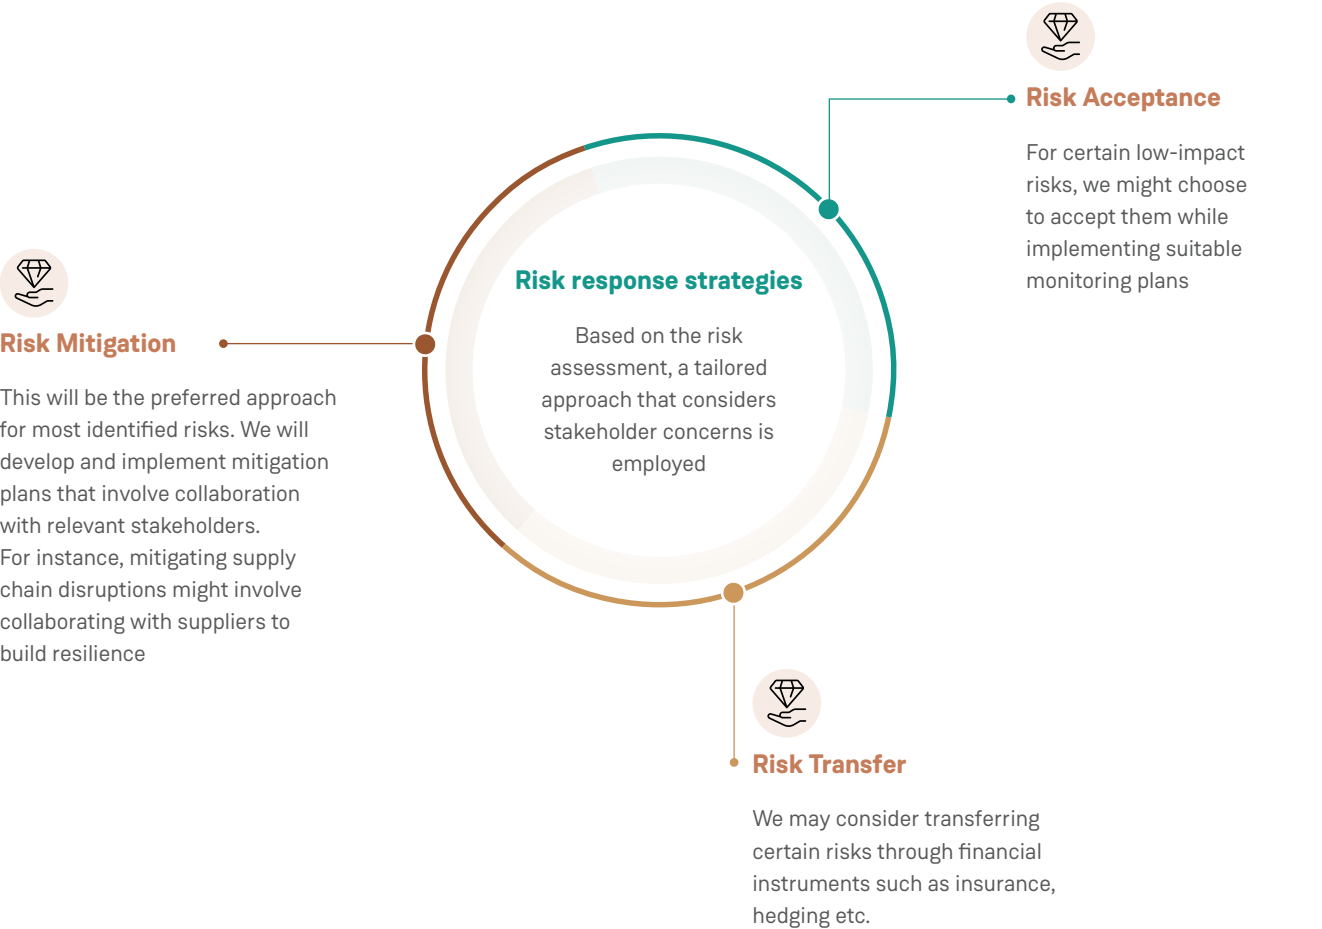 Risk response strategies
Based on the risk
assessment, a tailored
approach that considers
stakeholder concerns is
employed
Risk Acceptance
For certain low-impact
risks, we might choose
to accept them while
implementing suitable
monitoring plans
Risk Mitigation
This will be the preferred approach
for most identified risks. We will
develop and implement mitigation
plans that involve collaboration
with relevant stakeholders.
For instance, mitigating supply
chain disruptions might involve
collaborating with suppliers to
build resilience
Risk Transfer
We may consider transferring
certain risks through financial
instruments such as insurance,
hedging etc.